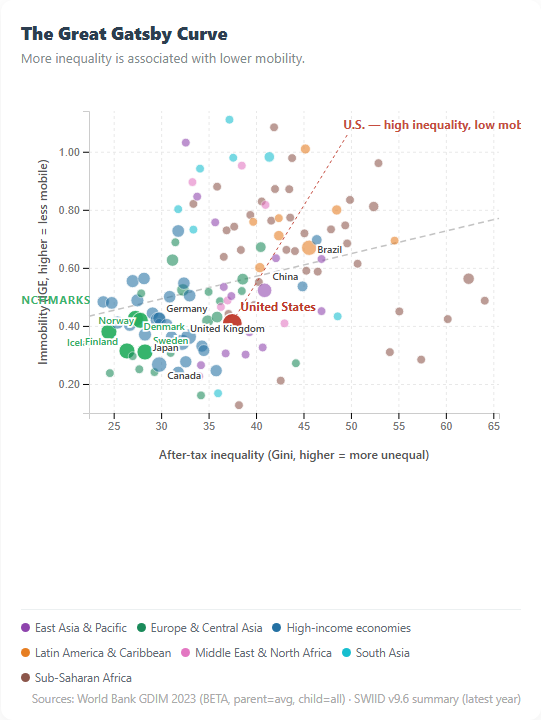 The Great Gatsby Curve
More inequality is associated with lower mobility.
U.S. — high inequality, low mob
1.00
0.80
0.60
0.40
0.20
Immobility (IGE, higher = less mobile)
Brazil
China
United States
Germany
Norway
Denmark
United Kingdom
Finland
Sweden
Japan
Canada
25 30 35 40 45 50 55 60 65
After-tax inequality (Gini, higher = more unequal)
East Asia & Pacific Europe & Central Asia High-income economies
Latin America & Caribbean Middle East & North Africa South Asia
Sub-Saharan Africa
Sources: World Bank GDIM 2023 (BETA, parent=avg, child=all) · SWIID v9.6 summary (latest year)